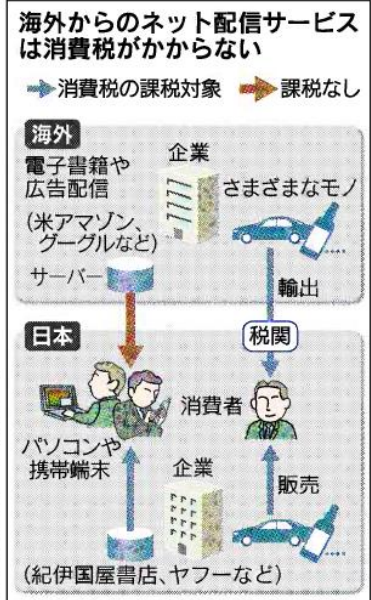 海外からのネット配信サービス
は消費税がかからない
消費税の課税対象 課税なし
海外
電子書籍や
広告配信
(米アマゾン、
グーグルなど)
サーバー
企業
さまざまなモノ
輸出
日本
税関
消費者
パソコンや
携帯端末
企業
販売
(紀伊国屋書店、ヤフーなど)